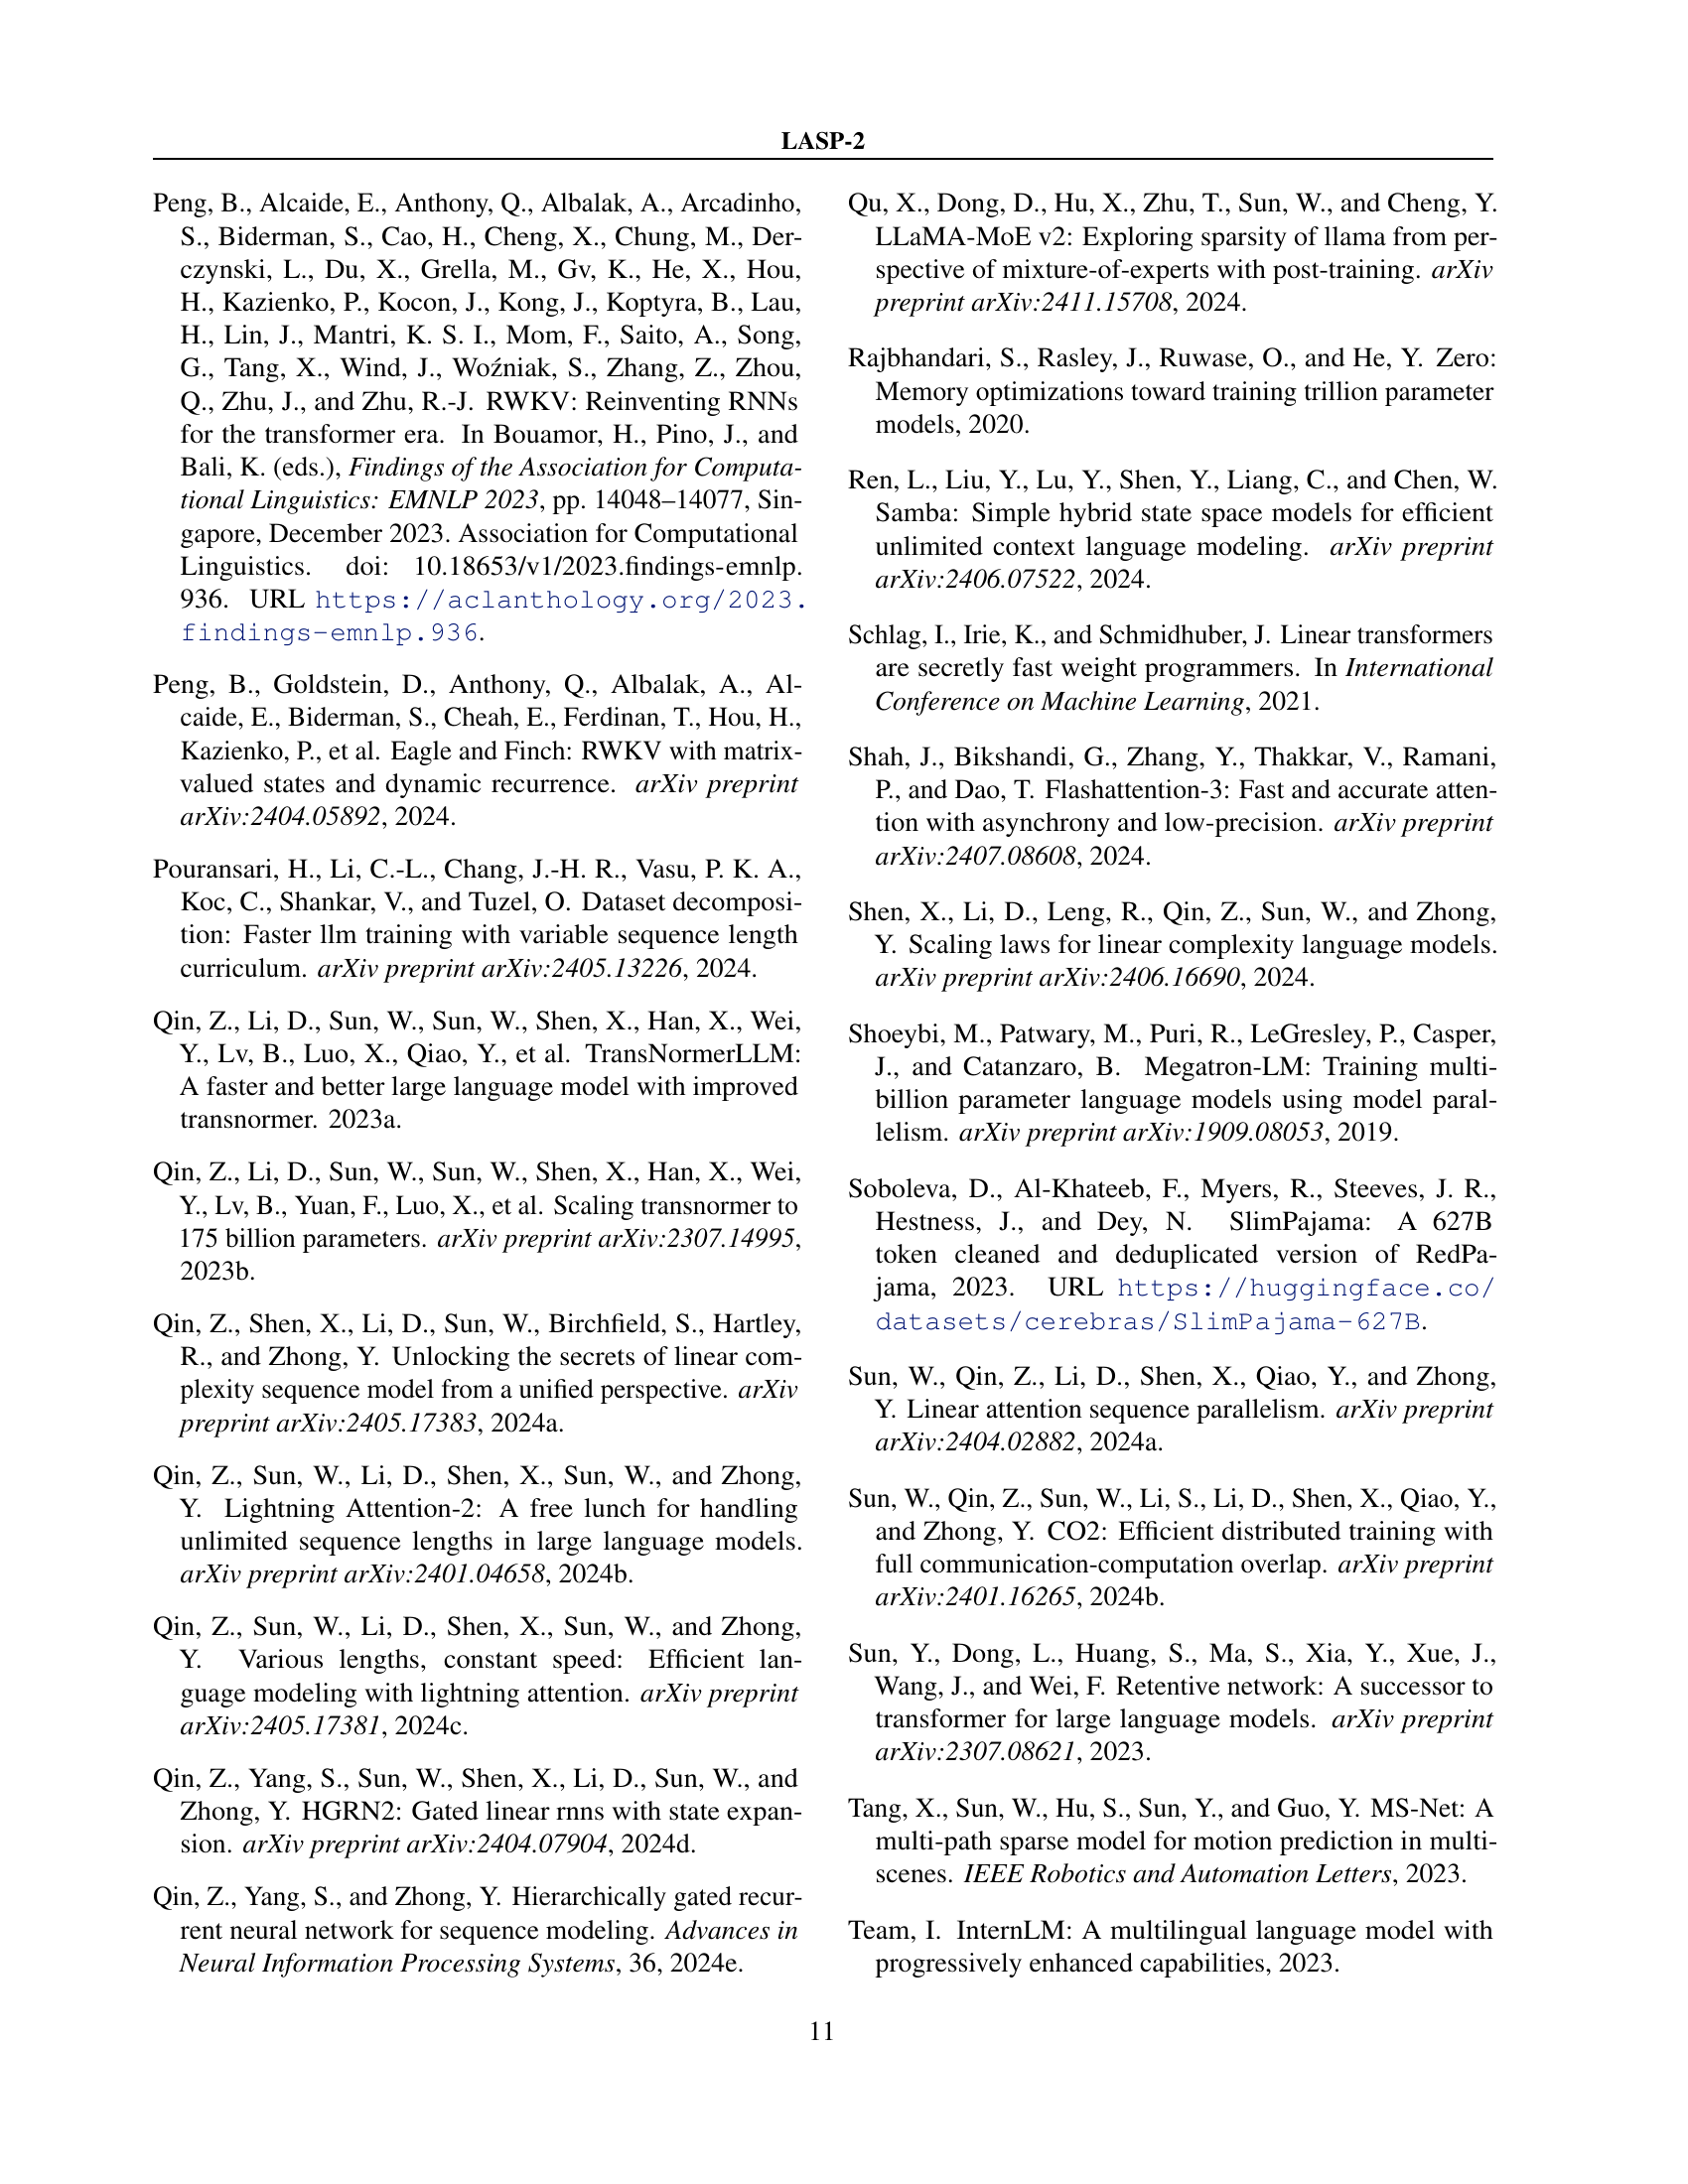 LASP-2
Peng, B., Alcaide, E., Anthony, Q., Albalak, A., Arcadinho,
S., Biderman, S., Cao, H., Cheng, X., Chung, M., Der-
czynski, L., Du, X., Grella, M., Gv, K., He, X., Hou,
H., Kazienko, P., Kocon, J., Kong, J., Koptyra, B., Lau,
H., Lin, J., Mantri, K. S. I., Mom, F., Saito, A., Song,
G., Tang, X., Wind, J., Woźniak, S., Zhang, Z., Zhou,
Q., Zhu, J., and Zhu, R.-J. RWKV: Reinventing RNNs
for the transformer era. In Bouamor, H., Pino, J., and
Bali, K. (eds.), Findings of the Association for Computa-
tional Linguistics: EMNLP 2023, pp. 14048–14077, Sin-
gapore, December 2023. Association for Computational
Linguistics. doi: 10.18653/v1/2023.findings-emnlp.
936. URL https://aclanthology.org/2023.
findings-emnlp.936.
Peng, B., Goldstein, D., Anthony, Q., Albalak, A., Al-
caide, E., Biderman, S., Cheah, E., Ferdinan, T., Hou, H.,
Kazienko, P., et al. Eagle and Finch: RWKV with matrix-
valued states and dynamic recurrence. arXiv preprint
arXiv:2404.05892, 2024.
Pouransari, H., Li, C.-L., Chang, J.-H. R., Vasu, P. K. A.,
Koc, C., Shankar, V., and Tuzel, O. Dataset decomposi-
tion: Faster llm training with variable sequence length
curriculum. arXiv preprint arXiv:2405.13226, 2024.
Qin, Z., Li, D., Sun, W., Sun, W., Shen, X., Han, X., Wei,
Y., Lv, B., Luo, X., Qiao, Y., et al. TransNormerLLM:
A faster and better large language model with improved
transnormer. 2023a.
Qin, Z., Li, D., Sun, W., Sun, W., Shen, X., Han, X., Wei,
Y., Lv, B., Yuan, F., Luo, X., et al. Scaling transnormer to
175 billion parameters. arXiv preprint arXiv:2307.14995,
2023b.
Qin, Z., Shen, X., Li, D., Sun, W., Birchfield, S., Hartley,
R., and Zhong, Y. Unlocking the secrets of linear com-
plexity sequence model from a unified perspective. arXiv
preprint arXiv:2405.17383, 2024a.
Qin, Z., Sun, W., Li, D., Shen, X., Sun, W., and Zhong,
Y. Lightning Attention-2: A free lunch for handling
unlimited sequence lengths in large language models.
arXiv preprint arXiv:2401.04658, 2024b.
Qin, Z., Sun, W., Li, D., Shen, X., Sun, W., and Zhong,
Y. Various lengths, constant speed: Efficient lan-
guage modeling with lightning attention. arXiv preprint
arXiv:2405.17381, 2024c.
Qin, Z., Yang, S., Sun, W., Shen, X., Li, D., Sun, W., and
Zhong, Y. HGRN2: Gated linear rnns with state expan-
sion. arXiv preprint arXiv:2404.07904, 2024d.
Qin, Z., Yang, S., and Zhong, Y. Hierarchically gated recur-
rent neural network for sequence modeling. Advances in
Neural Information Processing Systems, 36, 2024e.
Qu, X., Dong, D., Hu, X., Zhu, T., Sun, W., and Cheng, Y.
LLaMA-MoE v2: Exploring sparsity of llama from per-
spective of mixture-of-experts with post-training. arXiv
preprint arXiv:2411.15708, 2024.
Rajbhandari, S., Rasley, J., Ruwase, O., and He, Y. Zero:
Memory optimizations toward training trillion parameter
models, 2020.
Ren, L., Liu, Y., Lu, Y., Shen, Y., Liang, C., and Chen, W.
Samba: Simple hybrid state space models for efficient
unlimited context language modeling. arXiv preprint
arXiv:2406.07522, 2024.
Schlag, I., Irie, K., and Schmidhuber, J. Linear transformers
are secretly fast weight programmers. In International
Conference on Machine Learning, 2021.
Shah, J., Bikshandi, G., Zhang, Y., Thakkar, V., Ramani,
P., and Dao, T. Flashattention-3: Fast and accurate atten-
tion with asynchrony and low-precision. arXiv preprint
arXiv:2407.08608, 2024.
Shen, X., Li, D., Leng, R., Qin, Z., Sun, W., and Zhong,
Y. Scaling laws for linear complexity language models.
arXiv preprint arXiv:2406.16690, 2024.
Shoeybi, M., Patwary, M., Puri, R., LeGresley, P., Casper,
J., and Catanzaro, B. Megatron-LM: Training multi-
billion parameter language models using model paral-
lelism. arXiv preprint arXiv:1909.08053, 2019.
Soboleva, D., Al-Khateeb, F., Myers, R., Steeves, J. R.,
Hestness, J., and Dey, N. SlimPajama: A 627B
token cleaned and deduplicated version of RedPa-
jama, 2023. URL https://huggingface.co/
datasets/cerebras/SlimPajama-627B.
Sun, W., Qin, Z., Li, D., Shen, X., Qiao, Y., and Zhong,
Y. Linear attention sequence parallelism. arXiv preprint
arXiv:2404.02882, 2024a.
Sun, W., Qin, Z., Sun, W., Li, S., Li, D., Shen, X., Qiao, Y.,
and Zhong, Y. CO2: Efficient distributed training with
full communication-computation overlap. arXiv preprint
arXiv:2401.16265, 2024b.
Sun, Y., Dong, L., Huang, S., Ma, S., Xia, Y., Xue, J.,
Wang, J., and Wei, F. Retentive network: A successor to
transformer for large language models. arXiv preprint
arXiv:2307.08621, 2023.
Tang, X., Sun, W., Hu, S., Sun, Y., and Guo, Y. MS-Net: A
multi-path sparse model for motion prediction in multi-
scenes. IEEE Robotics and Automation Letters, 2023.
Team, I. InternLM: A multilingual language model with
progressively enhanced capabilities, 2023.
11